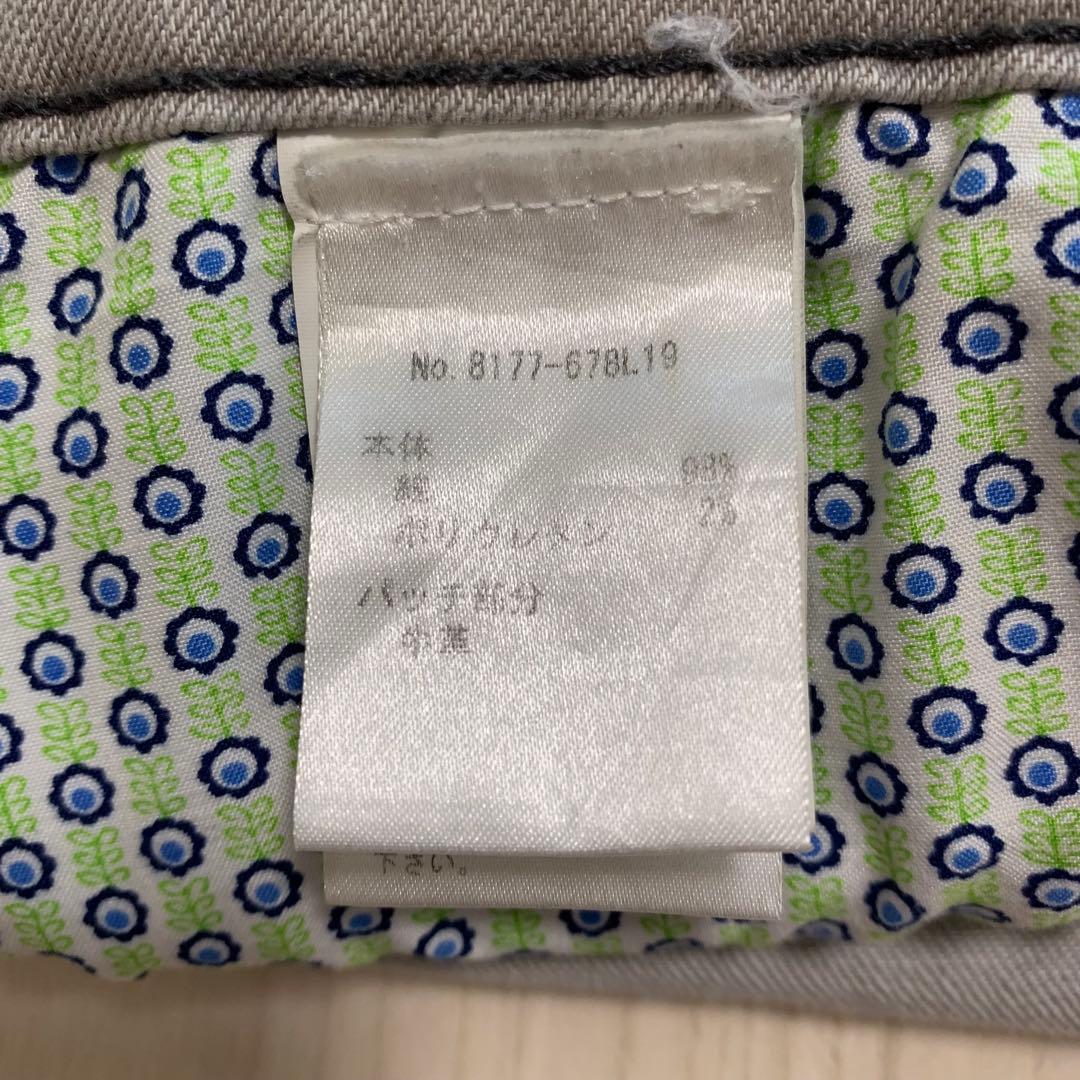 No. 8177-678L19
本体
綿 98%
ポリウレタン 2%
パッチ部分
牛革
下さい。